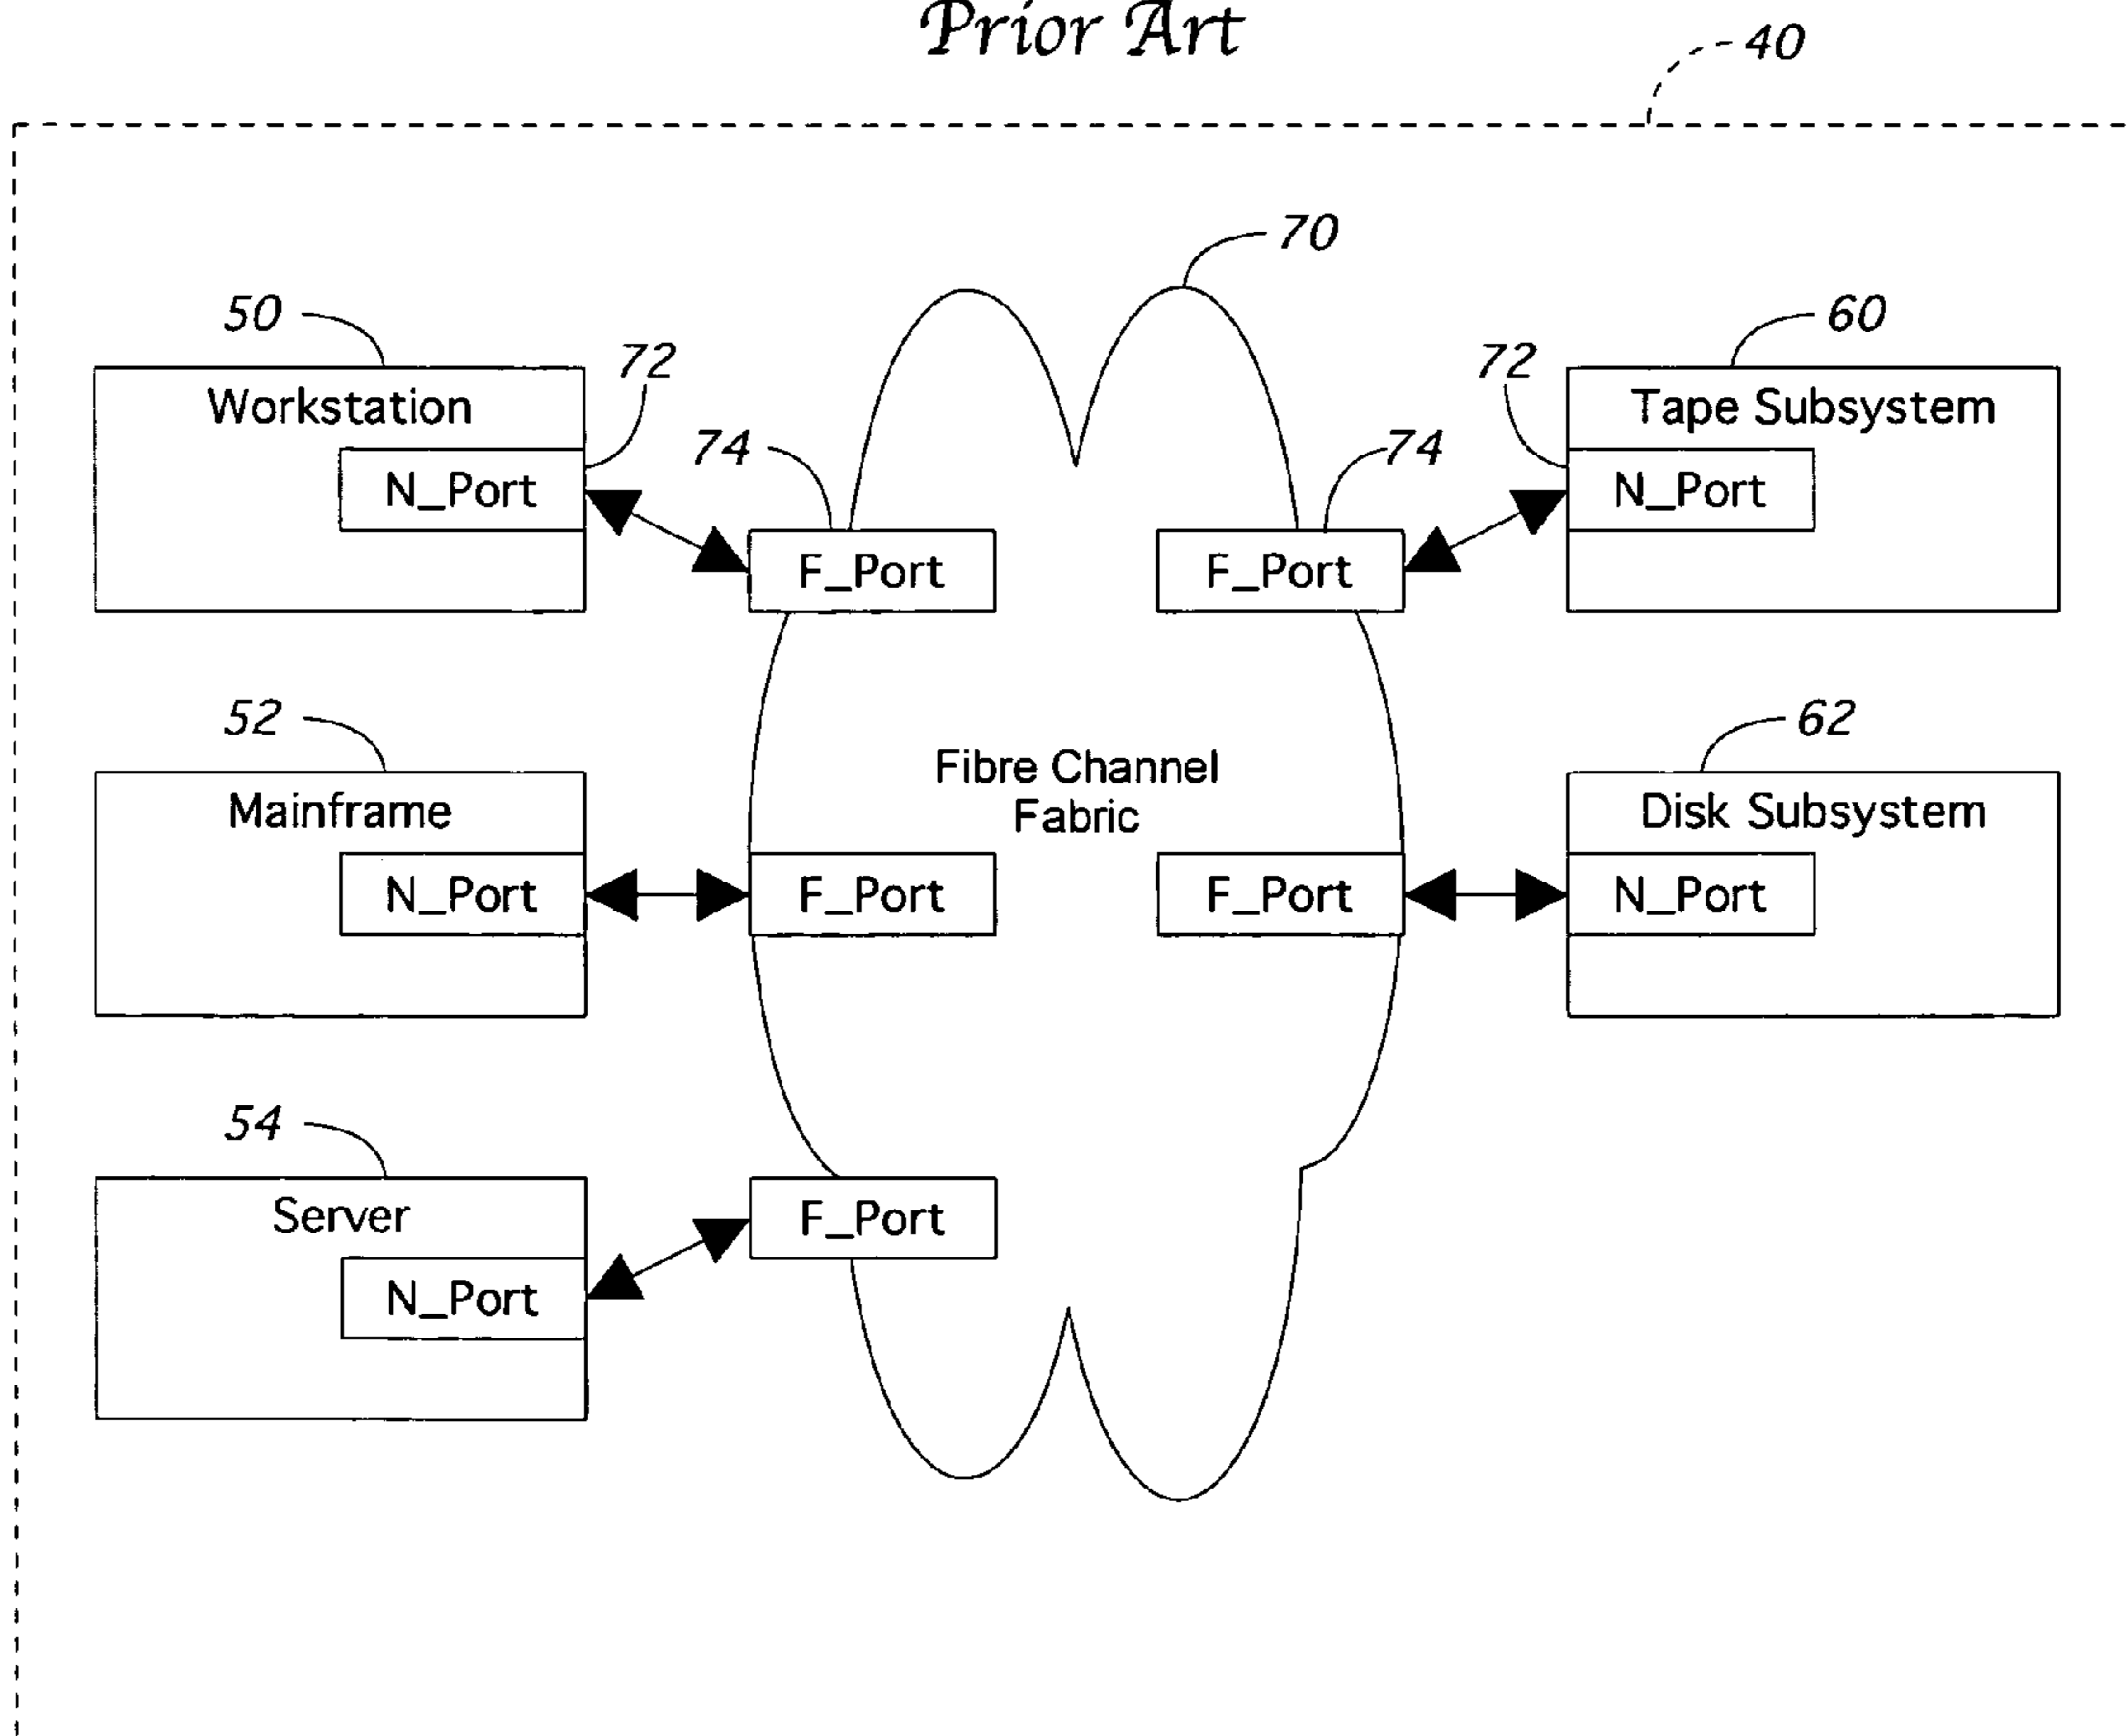 Prior Art
40
70
50
60
72
72
Workstation
Tape Subsystem
74
74
N_Port
N_Port
F_Port
F_Port
52
62
Fibre Channel
Fabric
Mainframe
Disk Subsystem
N_Port
F_Port
F_Port
N_Port
54
Server
F_Port
N_Port